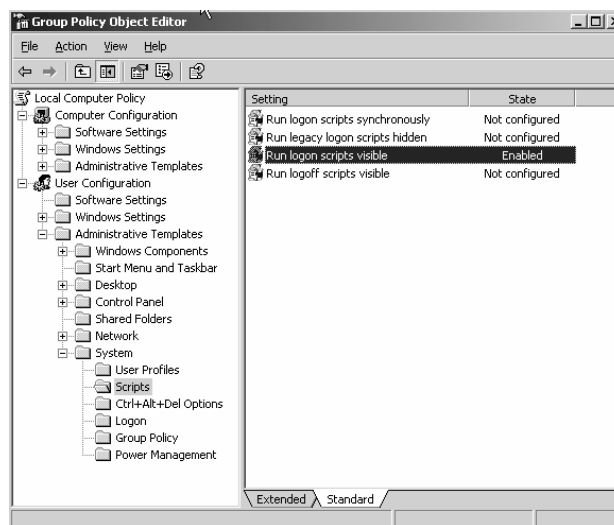 Group Policy Object Editor
File Action View Help
Local Computer Policy
Computer Configuration
Software Settings
Windows Settings
Administrative Templates
User Configuration
Software Settings
Windows Settings
Administrative Templates
Windows Components
Start Menu and Taskbar
Desktop
Control Panel
Shared Folders
Network
System
User Profiles
Scripts
Ctrl+Alt+Del Options
Logon
Group Policy
Power Management
Setting State
Run logon scripts synchronously Not configured
Run legacy logon scripts hidden Not configured
Run logon scripts visible Enabled
Run logoff scripts visible Not configured
Extended Standard